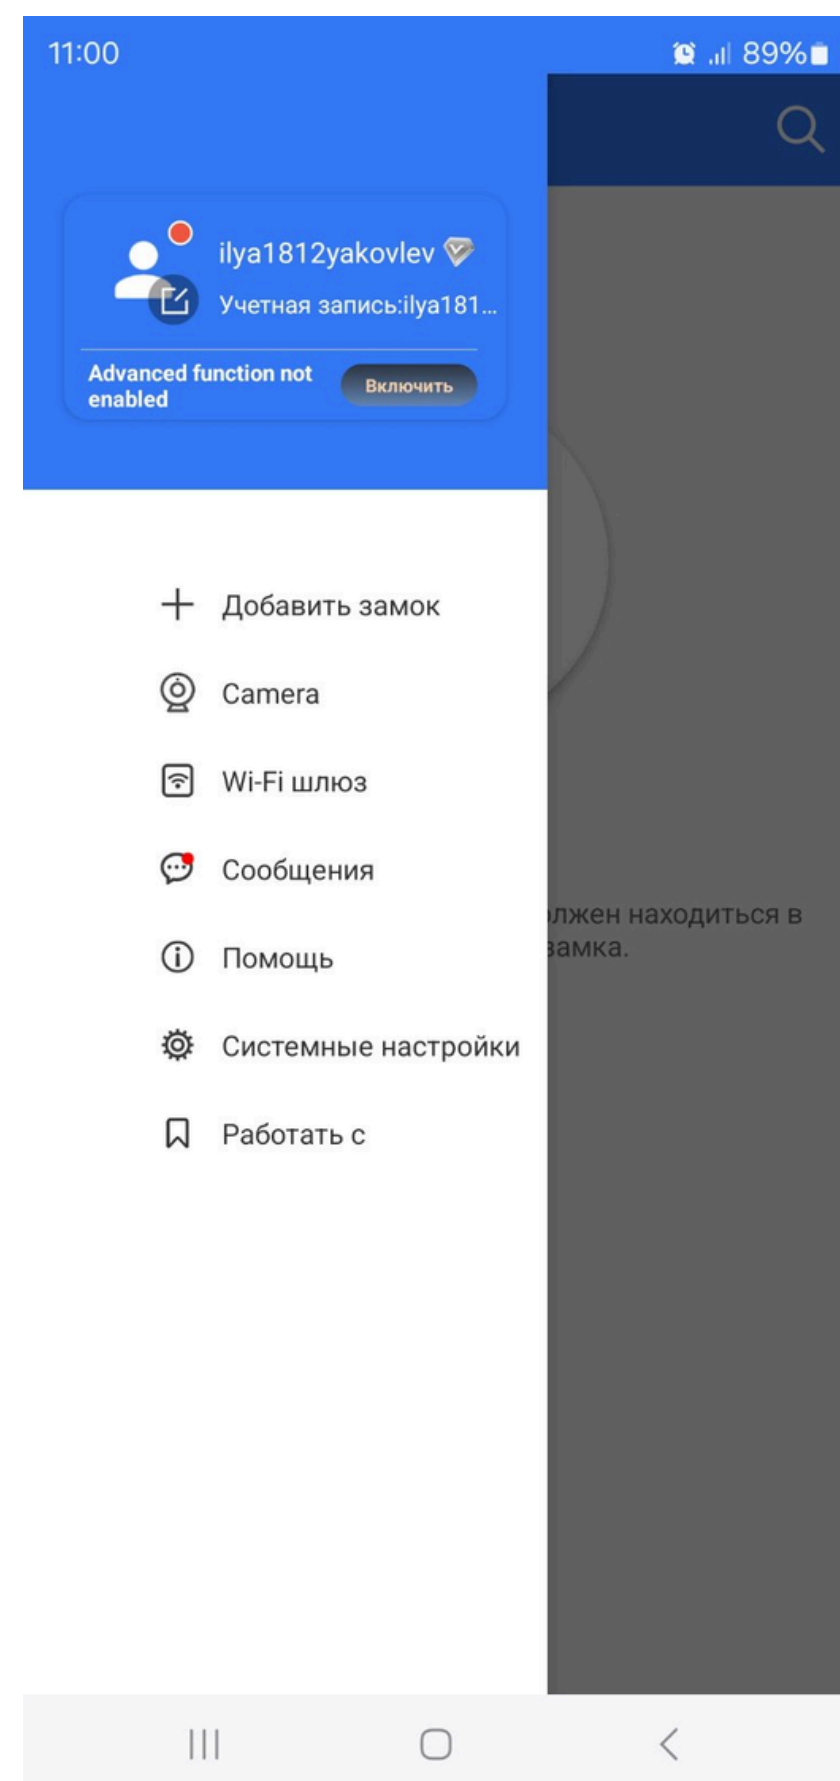 11:00
89%
ilya1812yakovlev
Учетная запись:ilya181...
Advanced function not
enabled
Включить
Добавить замок
Camera
Wi-Fi шлюз
Сообщения
находиться в
замка.
Помощь
Системные настройки
Работать с